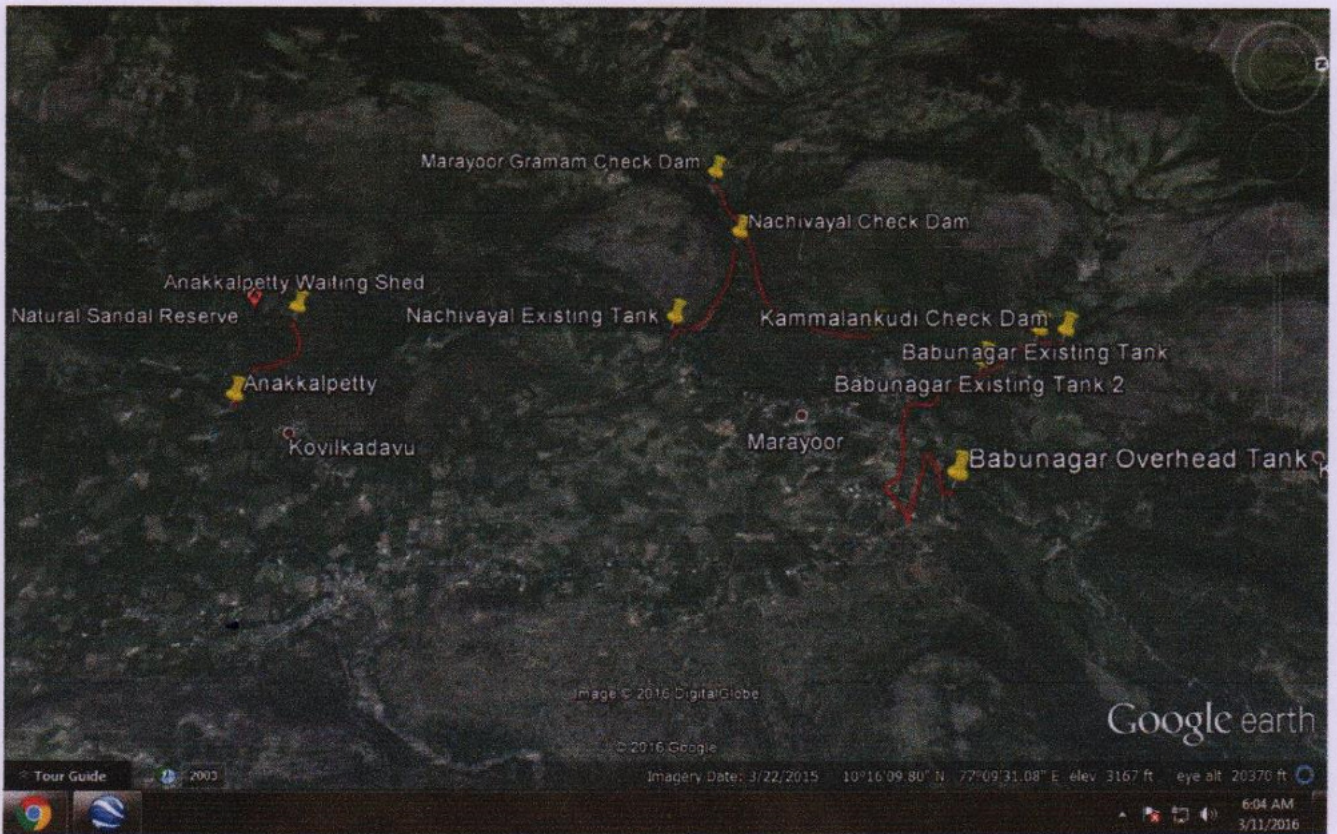 Marayoor Gramam Check Dam
Nachivayal Check Dam
Anakkalpetty Waiting Shed
Natural Sandal Reserve
Nachivayal Existing Tank
Kammalankudi Check Dam
Babunagar Existing Tank
Anakkalpetty
Babunagar Existing Tank 2
Kovilkadavu
Marayoor
Babunagar Overhead Tank
K
Image © 2016 DigitalGlobe
Google earth
© 2016 Google
Tour Guide
2003
Imagery Date: 3/22/2015 10°16'09.80" N 77°09'31.08" E elev 3167 ft eye alt 20370 ft
6:04 AM
3/11/2016
N